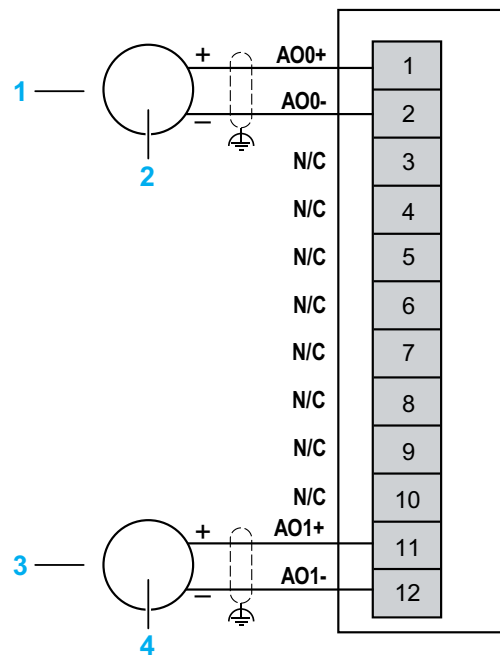 + AO0+ 1
1
AO0- 2
−
2
N/C 3
N/C 4
N/C 5
N/C 6
N/C 7
N/C 8
N/C 9
N/C 10
+ AO1+ 11
3
AO1- 12
−
4